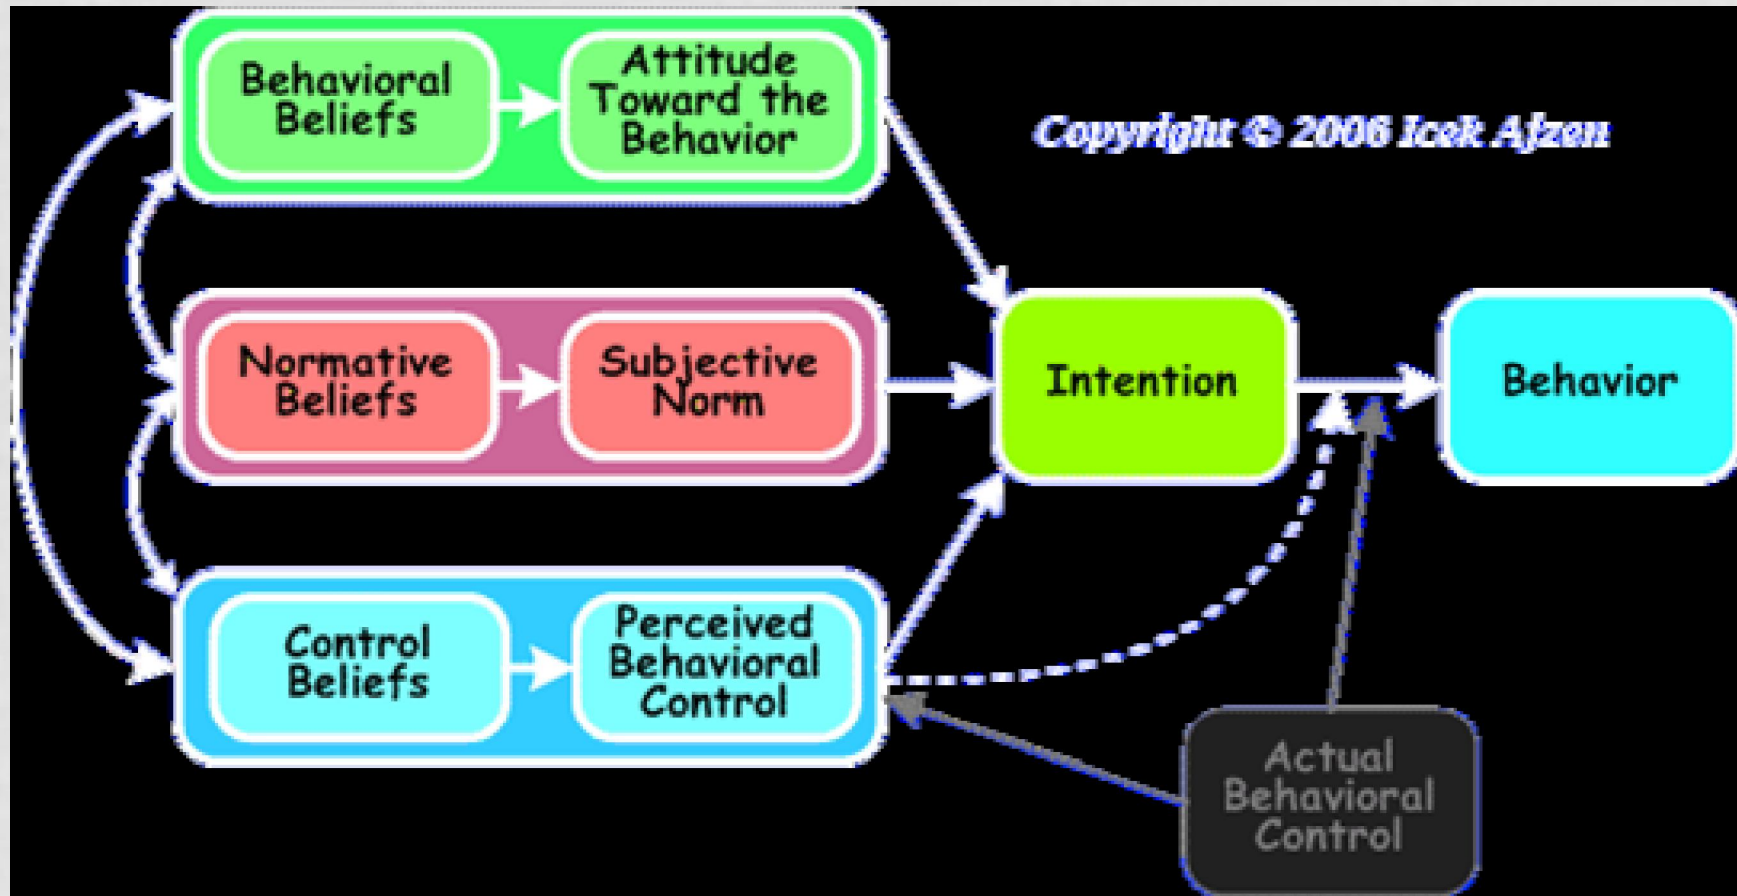 Behavioral
Beliefs
Attitude
Toward the
Behavior
Copyright © 2006 Icek Ajzen
Normative
Beliefs
Subjective
Norm
Intention
Behavior
Control
Beliefs
Perceived
Behavioral
Control
Actual
Behavioral
Control